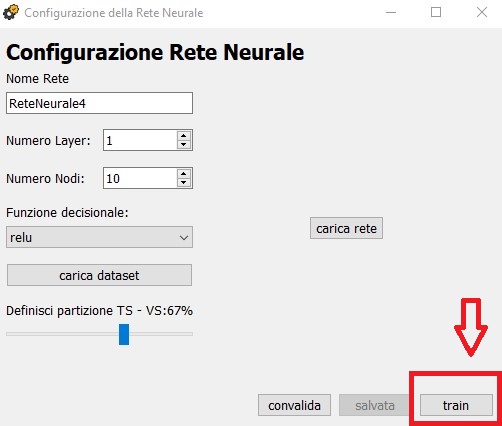 Configurazione della Rete Neurale
Configurazione Rete Neurale
Nome Rete
ReteNeurale4
Numero Layer: 1
Numero Nodi: 10
Funzione decisionale:
relu
carica rete
carica dataset
Definisci partizione TS - VS:67%
convalida salvata train